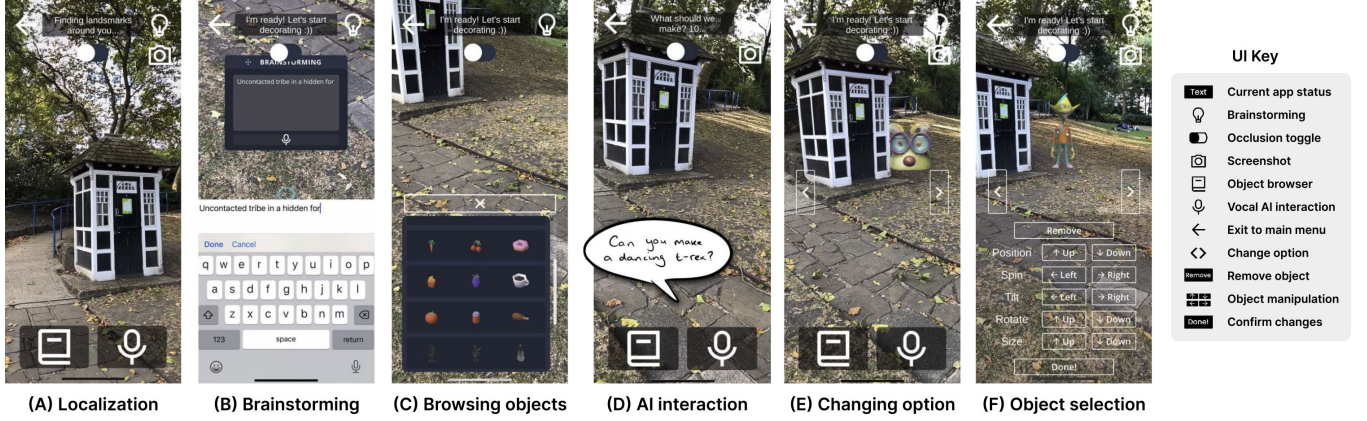 Finding landsmarks
around you...
(A) Localization
I'm ready! Let's start
decorating :))
BRAINSTORMING
Uncontacted tribe in a hidden for
Uncontacted tribe in a hidden for
Done Cancel
q w e r t y u i o p
a s d f g h j k l
z x c v b n m
123 space return
(B) Brainstorming
I'm ready! Let's start
decorating :))
(C) Browsing objects
What should we
make? 10...
Can you make
a dancing t-rex?
(D) AI interaction
I'm ready! Let's start
decorating :))
(E) Changing option
I'm ready! Let's start
decorating :))
Remove
Position ↑ Up ↓ Down
Spin ← Left → Right
Tilt ← Left → Right
Rotate ↑ Up ↓ Down
Size ↑ Up ↓ Down
Done!
(F) Object selection
UI Key
Text Current app status
Brainstorming
Occlusion toggle
Screenshot
Object browser
Vocal AI interaction
Exit to main menu
Change option
Remove Remove object
Object manipulation
Done! Confirm changes